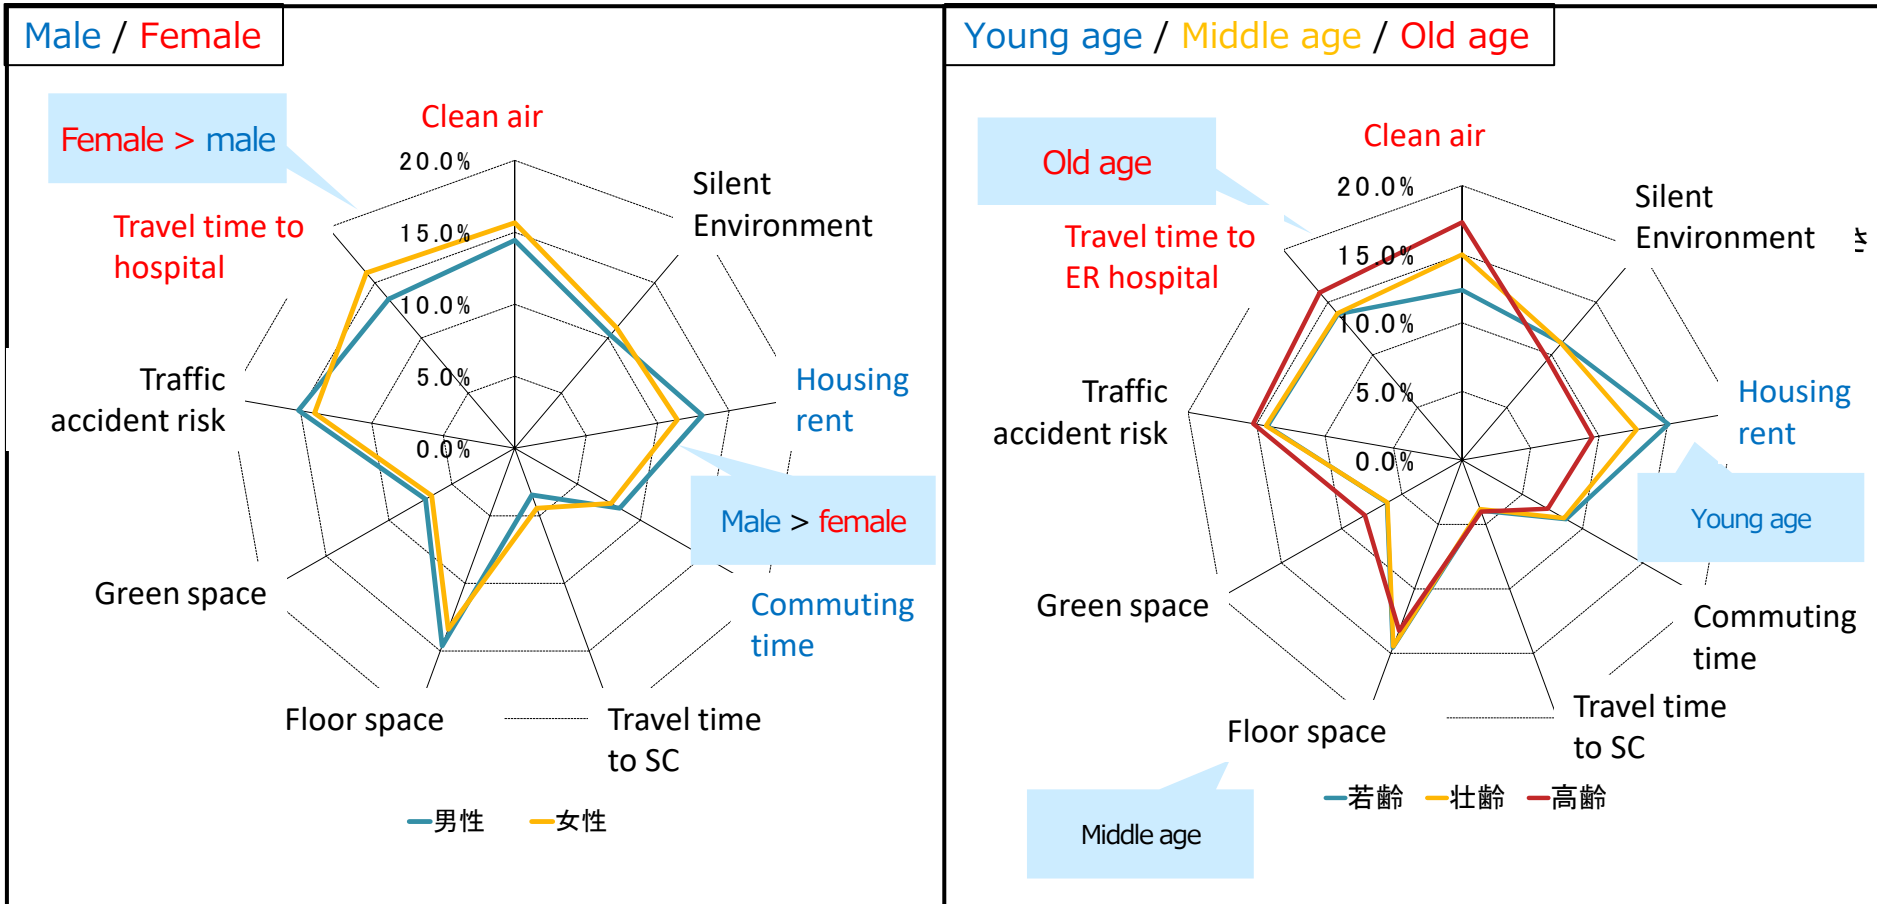 Male / Female
Female > male
Clean air
20.0%
Silent
Environment
Travel time to
hospital
15.0%
10.0%
Housing
rent
Traffic
accident risk
5.0%
0.0%
Male > female
Green space
Commuting
time
Floor space
Travel time
to SC
男性
女性
Young age / Middle age / Old age
Old age
Clean air
20.0%
Silent
Environment
Travel time to
ER hospital
15.0%
10.0%
Housing
rent
Traffic
accident risk
5.0%
0.0%
Young age
Green space
Commuting
time
Floor space
Travel time
to SC
若齢
壮齢
高齢
Middle age